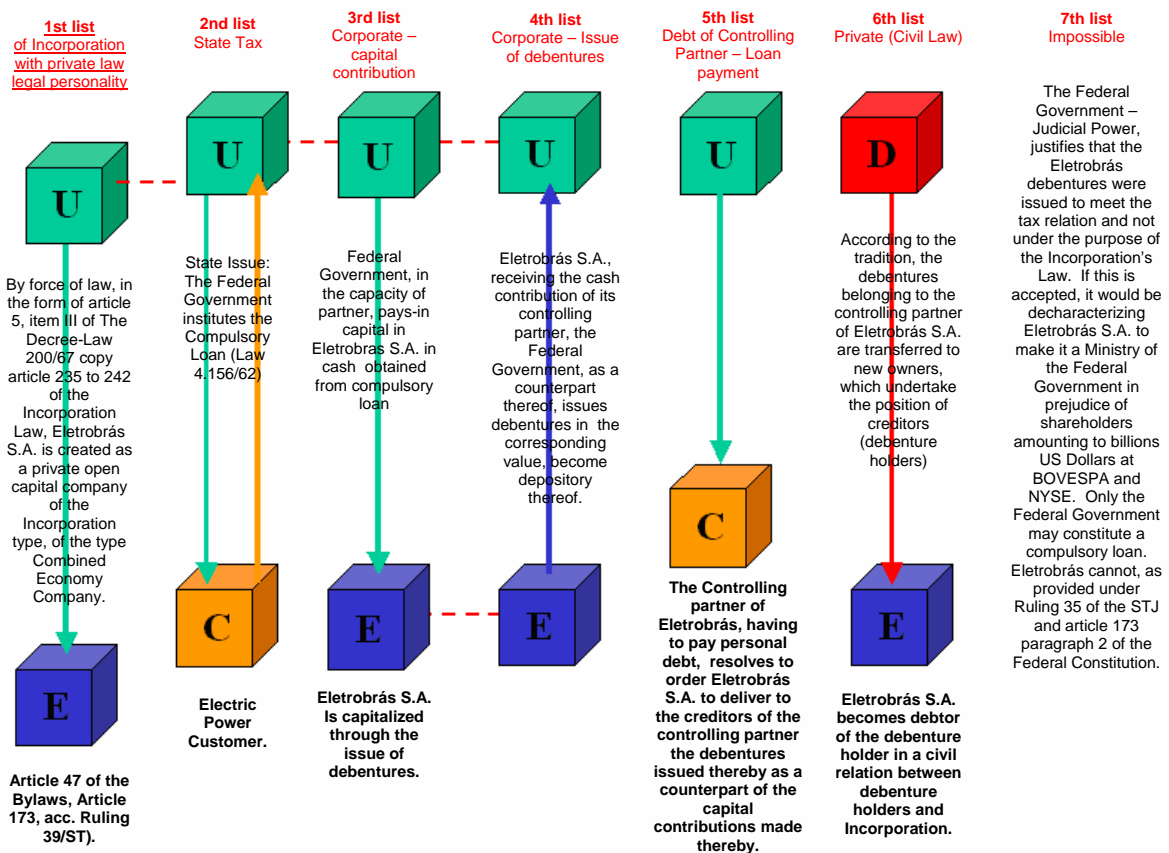 1st list
of Incorporation
with private law
legal personality
U
By force of law, in
the form of article
5, item III of The
Decree-Law
200/67 copy
article 235 to 242
of the
Incorporation
Law, Eletrobrás
S.A. is created as
a private open
capital company
of the
Incorporation
type, of the type
Combined
Economy
Company.
E
Article 47 of the
Bylaws, Article
173, acc. Ruling
39/ST).
2nd list
State Tax
U
State Issue:
The Federal
Government
institutes the
Compulsory
Loan (Law
4.156/62)
C
Electric
Power
Customer.
3rd list
Corporate –
capital
contribution
U
Federal
Government, in
the capacity of
partner, pays-in
capital in
Eletrobras S.A. in
cash obtained
from compulsory
loan
E
Eletrobrás S.A.
Is capitalized
through the
issue of
debentures.
4th list
Corporate – Issue
of debentures
U
Eletrobrás S.A.,
receiving the cash
contribution of its
controlling
partner, the
Federal
Government, as a
counterpart
thereof, issues
debentures in the
corresponding
value, become
depository
thereof.
E
5th list
Debt of Controlling
Partner – Loan
payment
U
C
The Controlling
partner of
Eletrobrás, having
to pay personal
debt, resolves to
order Eletrobrás
S.A. to deliver to
the creditors of the
controlling partner
the debentures
issued thereby as a
counterpart of the
capital
contributions made
thereby.
6th list
Private (Civil Law)
D
According to the
tradition, the
debentures
belonging to the
controlling partner
of Eletrobrás S.A.
are transferred to
new owners,
which undertake
the position of
creditors
(debenture
holders)
E
Eletrobrás S.A.
becomes debtor
of the debenture
holder in a civil
relation between
debenture
holders and
Incorporation.
7th list
Impossible
The Federal
Government –
Judicial Power,
justifies that the
Eletrobrás
debentures were
issued to meet the
tax relation and not
under the purpose of
the Incorporation's
Law. If this is
accepted, it would be
decharacterizing
Eletrobrás S.A. to
make it a Ministry of
the Federal
Government in
prejudice of
shareholders
amounting to billions
US Dollars at
BOVESPA and
NYSE. Only the
Federal Government
may constitute a
compulsory loan.
Eletrobrás cannot, as
provided under
Ruling 35 of the STJ
and article 173
paragraph 2 of the
Federal Constitution.